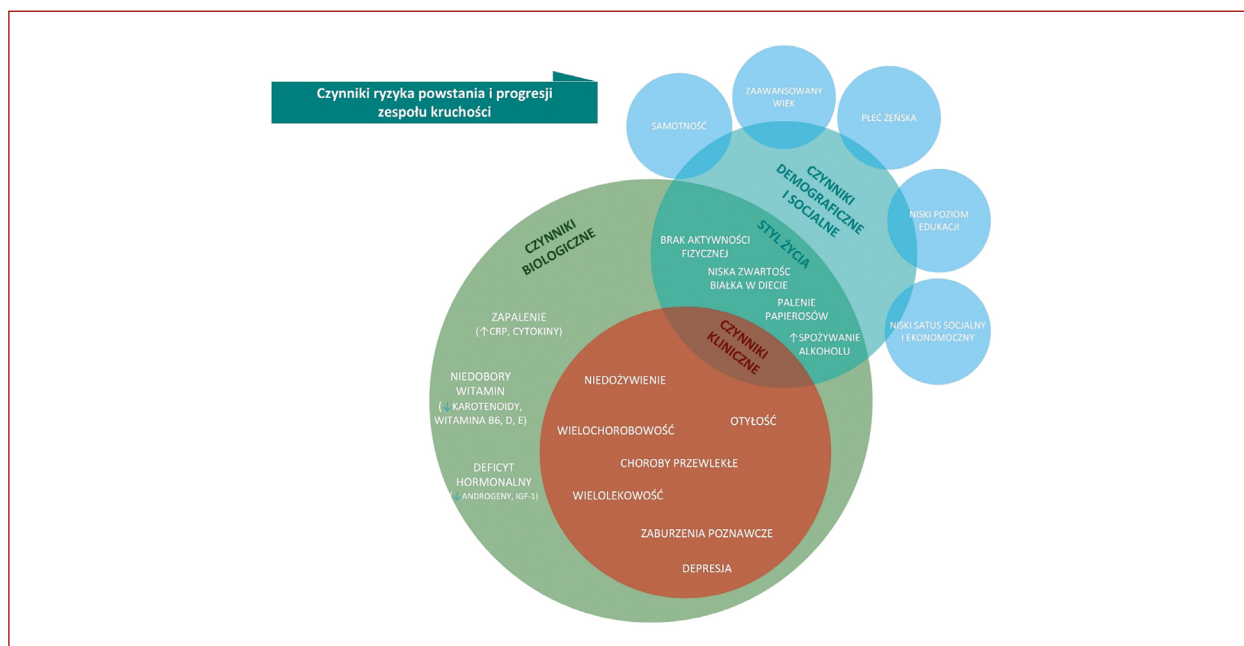 Czynniki ryzyka powstania i progresji
zespołu kruchości
SAMOTNOŚĆ
ZAAWANSOWANY
WIEK
PŁEĆ ŻEŃSKA
NISKI POZIOM
EDUKACJI
NISKI SATUS SOCJALNY
I EKONOMOCZNY
CZYNNIKI
DEMOGRAFICZNE
I SOCJALNE
STYL ŻYCIA
BRAK AKTYWNOŚCI
FIZYCZNEJ
NISKA ZWARTOŚC
BIAŁKA W DIECIE
PALENIE
PAPIEROSÓW
↑SPOŻYWANIE
ALKOHOLU
CZYNNIKI
BIOLOGICZNE
ZAPALENIE
(↑CRP, CYTOKINY)
NIEDOBORY
WITAMIN
(↓KAROTENOIDY,
WITAMINA B6, D, E)
DEFICYT
HORMONALNY
(↓ANDROGENY, IGF-1)
CZYNNIKI
KLINICZNE
NIEDOŻYWIENIE
OTYŁOŚĆ
WIELOCHOROBOWOŚĆ
CHOROBY PRZEWLEKŁE
WIELOLEKOWOŚĆ
ZABURZENIA POZNAWCZE
DEPRESJA